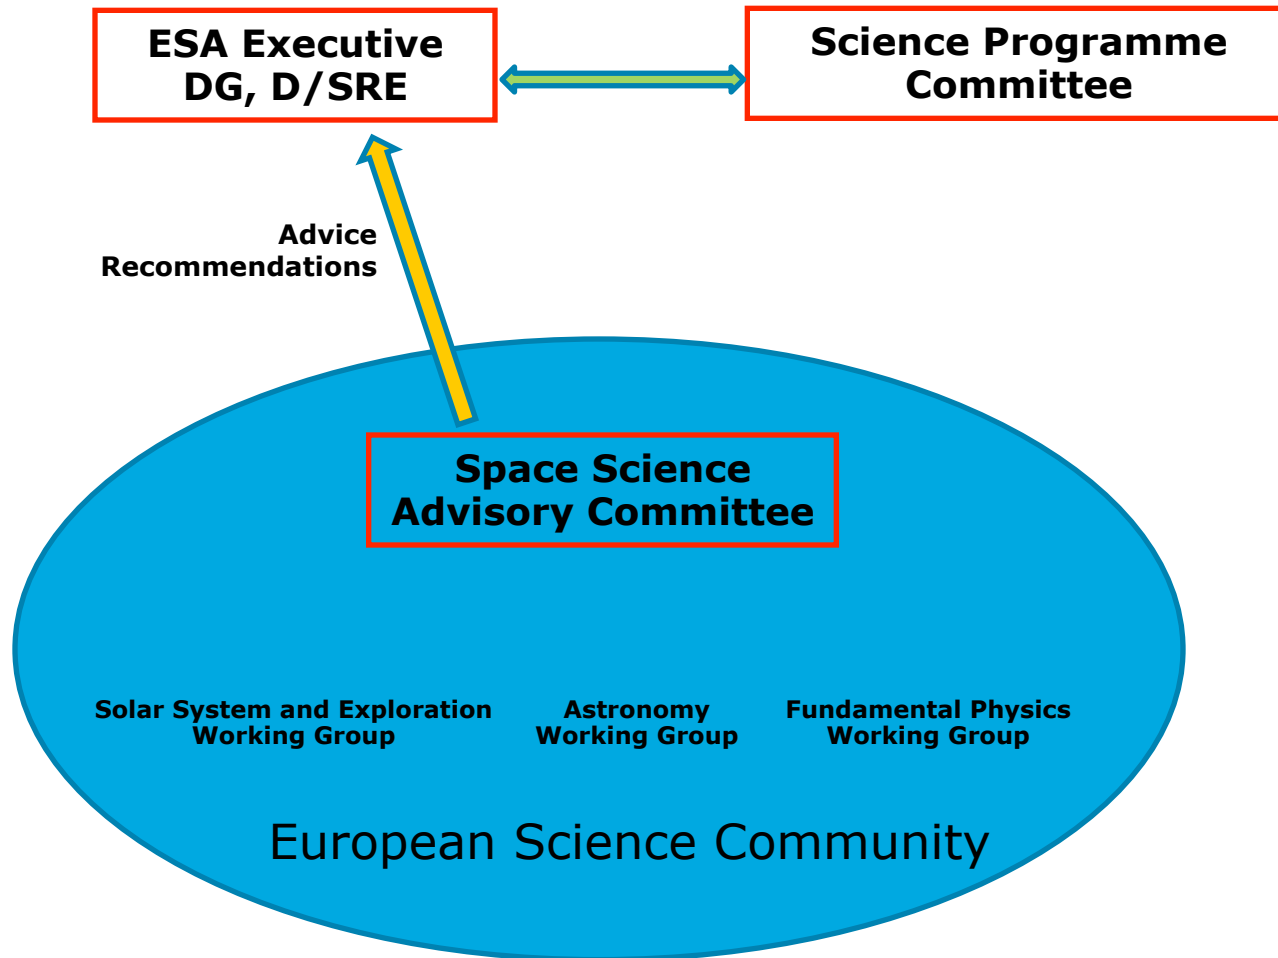 ESA Executive
DG, D/SRE
Science Programme
Committee
Advice
Recommendations
Space Science
Advisory Committee
Solar System and Exploration
Working Group
Astronomy
Working Group
Fundamental Physics
Working Group
European Science Community